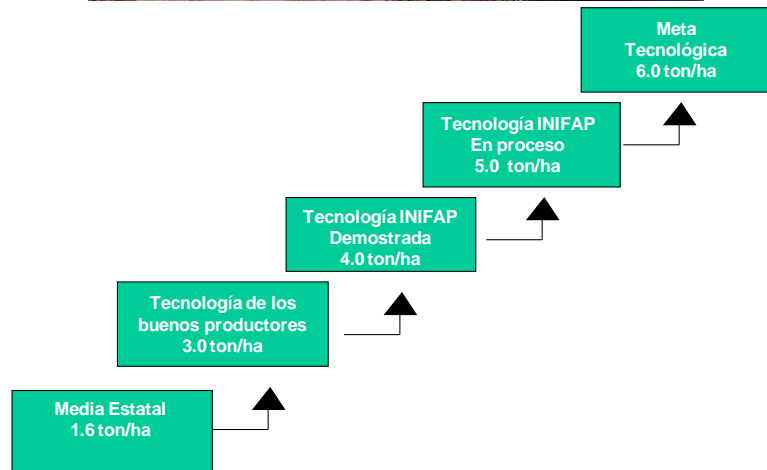 Meta
Tecnológica
6.0 ton/ha
Tecnología INIFAP
En proceso
5.0 ton/ha
Tecnología INIFAP
Demostrada
4.0 ton/ha
Tecnología de los
buenos productores
3.0 ton/ha
Media Estatal
1.6 ton/ha